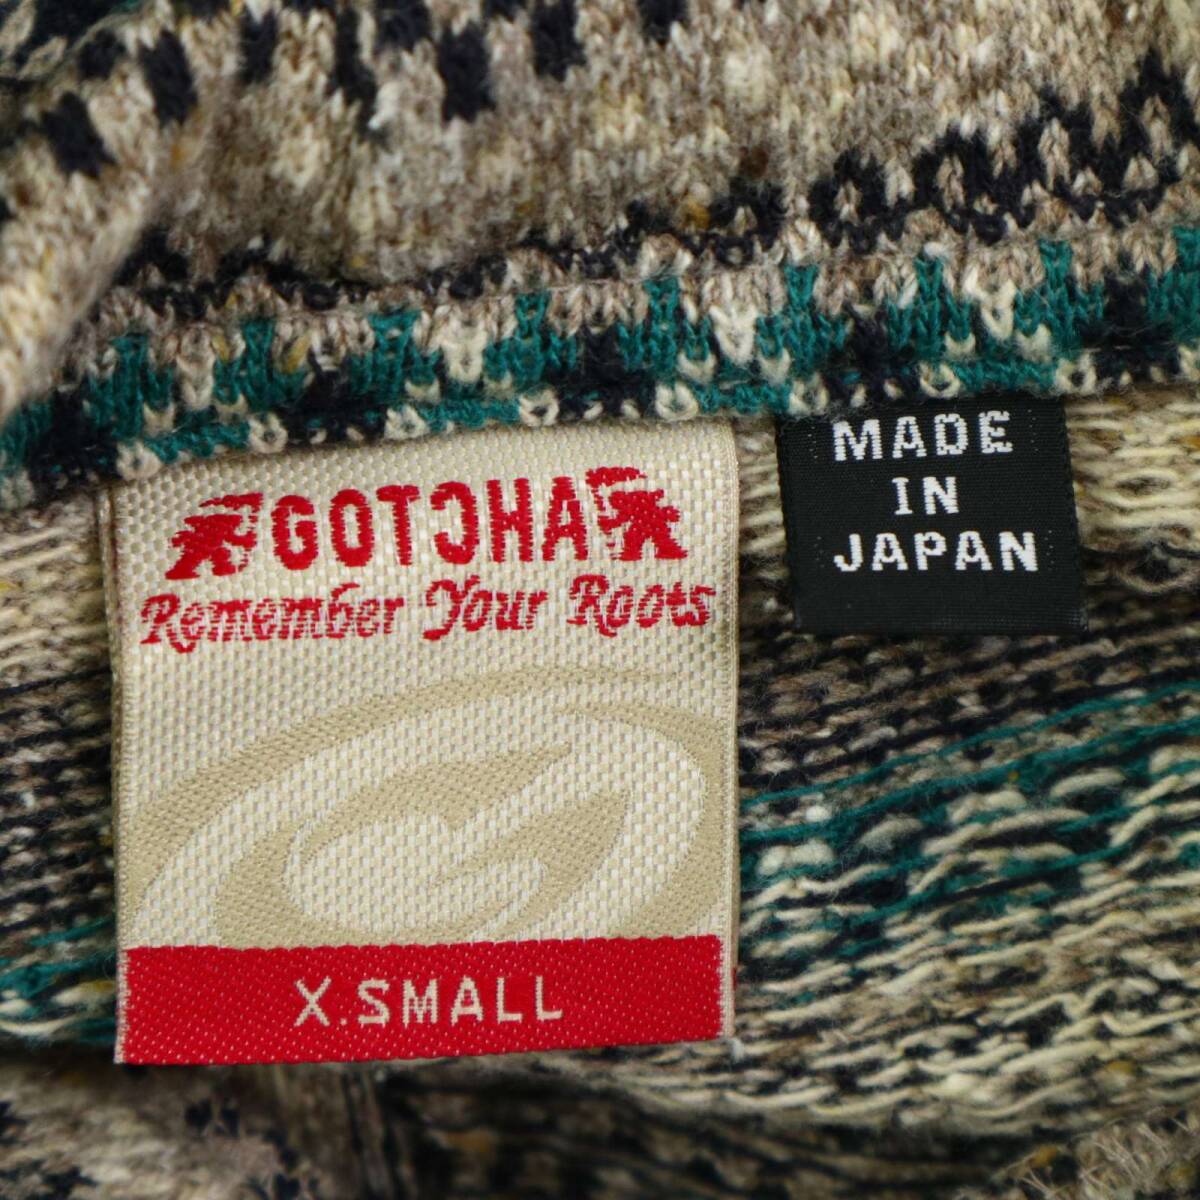 GOTCHA
Remember Your Roots
X.SMALL
MADE
IN
JAPAN